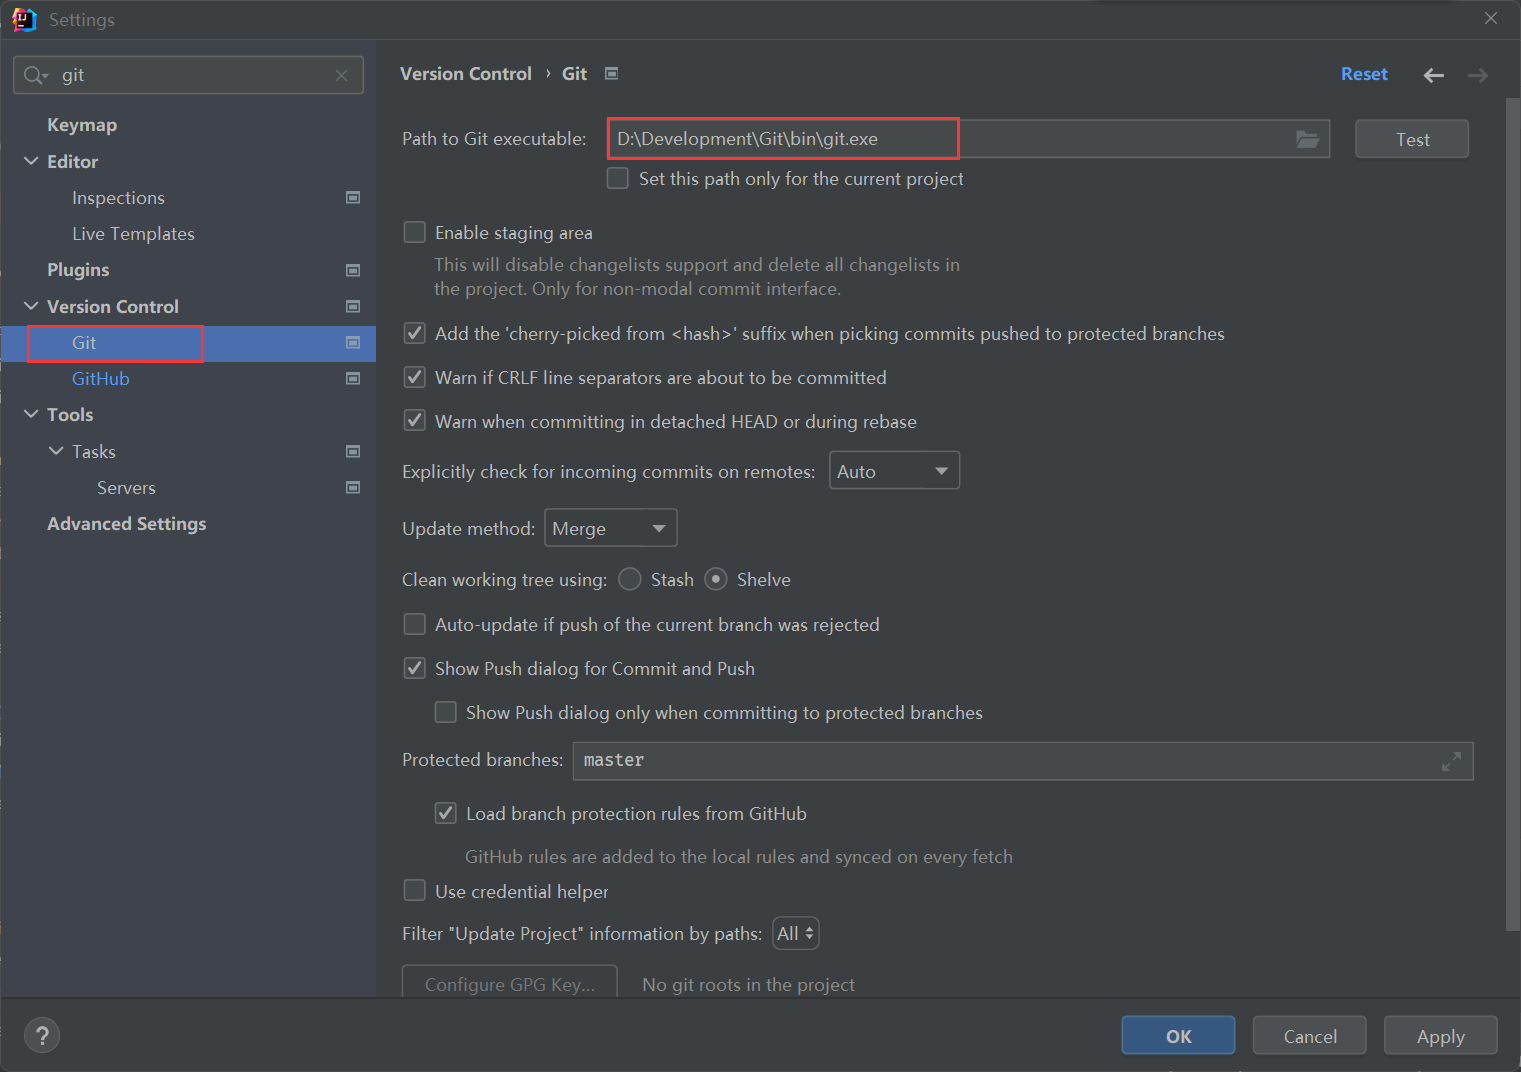 Settings
git
Keymap
Editor
Inspections
Live Templates
Plugins
Version Control
Git
GitHub
Tools
Tasks
Servers
Advanced Settings
Version Control › Git
Reset
Path to Git executable: D:\Development\Git\bin\git.exe Test
Set this path only for the current project
Enable staging area
This will disable changelists support and delete all changelists in
the project. Only for non-modal commit interface.
Add the 'cherry-picked from <hash>' suffix when picking commits pushed to protected branches
Warn if CRLF line separators are about to be committed
Warn when committing in detached HEAD or during rebase
Explicitly check for incoming commits on remotes: Auto
Update method: Merge
Clean working tree using: Stash Shelve
Auto-update if push of the current branch was rejected
Show Push dialog for Commit and Push
Show Push dialog only when committing to protected branches
Protected branches: master
Load branch protection rules from GitHub
GitHub rules are added to the local rules and synced on every fetch
Use credential helper
Filter "Update Project" information by paths: All
Configure GPG Key... No git roots in the project
? OK Cancel Apply